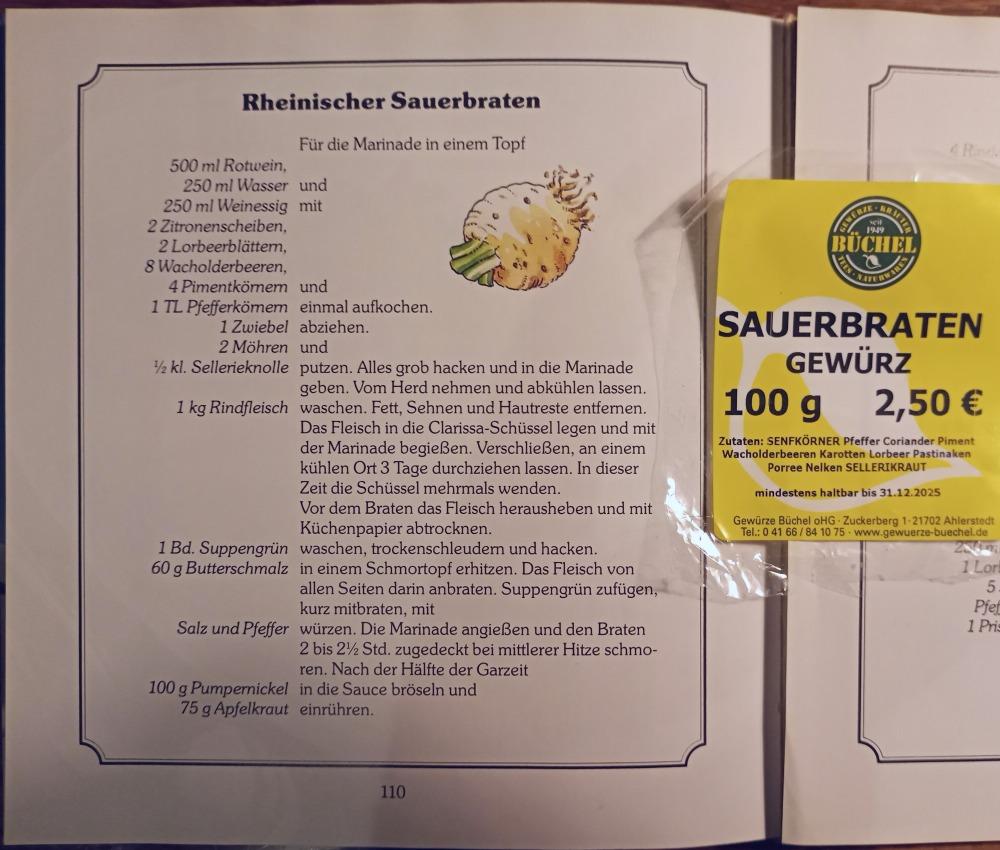 Rheinischer Sauerbraten
Für die Marinade in einem Topf
500 ml Rotwein,
250 ml Wasser und
250 ml Weinessig mit
2 Zitronenscheiben,
2 Lorbeerblättern,
8 Wacholderbeeren,
4 Pimentkörnern und
1 TL Pfefferkörnern einmal aufkochen.
1 Zwiebel abziehen.
2 Möhren und
½ kl. Sellerieknolle putzen. Alles grob hacken und in die Marinade
geben. Vom Herd nehmen und abkühlen lassen.
1 kg Rindfleisch waschen. Fett, Sehnen und Hautreste entfernen.
Das Fleisch in die Clarissa-Schüssel legen und mit
der Marinade begießen. Verschließen, an einem
kühlen Ort 3 Tage durchziehen lassen. In dieser
Zeit die Schüssel mehrmals wenden.
Vor dem Braten das Fleisch herausheben und mit
Küchenpapier abtrocknen.
1 Bd. Suppengrün waschen, trockenschleudern und hacken.
60 g Butterschmalz in einem Schmortopf erhitzen. Das Fleisch von
allen Seiten darin anbraten. Suppengrün zufügen,
kurz mitbraten, mit
Salz und Pfeffer würzen. Die Marinade angießen und den Braten
2 bis 2½ Std. zugedeckt bei mittlerer Hitze schmo-
ren. Nach der Hälfte der Garzeit
100 g Pumpernickel in die Sauce bröseln und
75 g Apfelkraut einrühren.
110
GEWÜRZE · KRÄUTER
seit
1949
BÜCHEL
TEES · NATURWAREN
SAUERBRATEN
GEWÜRZ
100 g 2,50 €
Zutaten: SENFKÖRNER Pfeffer Coriander Piment
Wacholderbeeren Karotten Lorbeer Pastinaken
Porree Nelken SELLERIKRAUT
mindestens haltbar bis 31.12.2025
Gewürze Büchel oHG · Zuckerberg 1 · 21702 Ahlerstedt
Tel.: 0 41 66 / 84 10 75 · www.gewuerze-buechel.de
1 Lor
5
Pfef
1 Pris